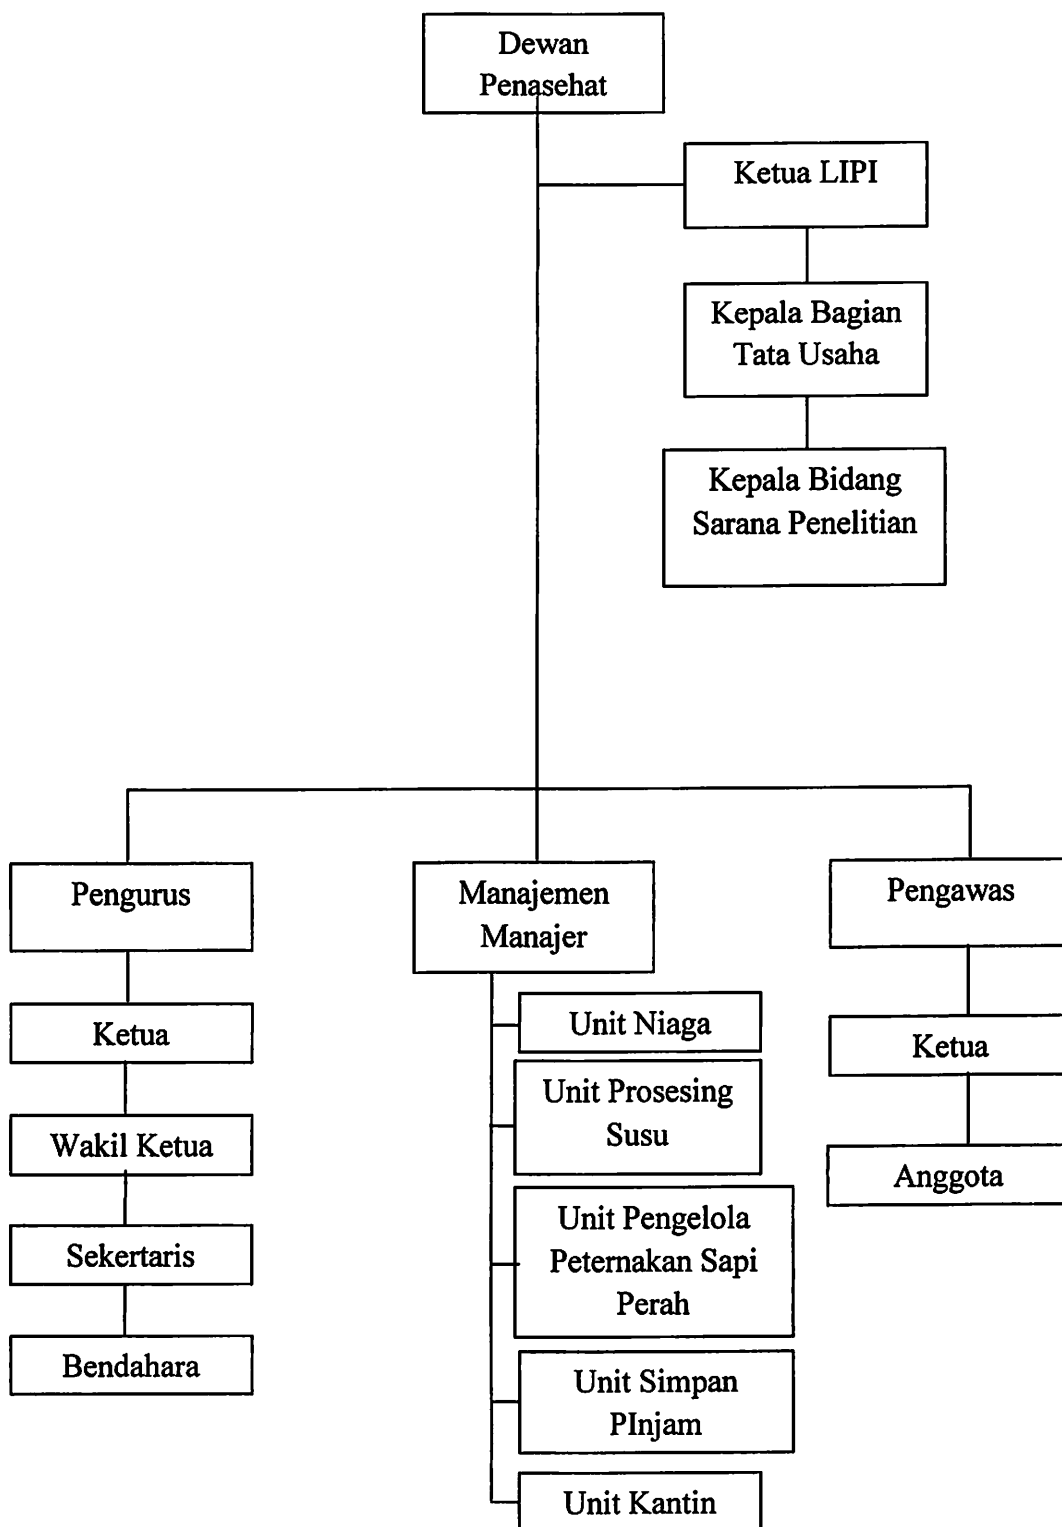 Dewan
Penasehat
Ketua LIPI
Kepala Bagian
Tata Usaha
Kepala Bidang
Sarana Penelitian
Pengurus
Ketua
Wakil Ketua
Sekertaris
Bendahara
Manajemen
Manajer
Unit Niaga
Unit Prosesing
Susu
Unit Pengelola
Peternakan Sapi
Perah
Unit Simpan
PInjam
Unit Kantin
Pengawas
Ketua
Anggota